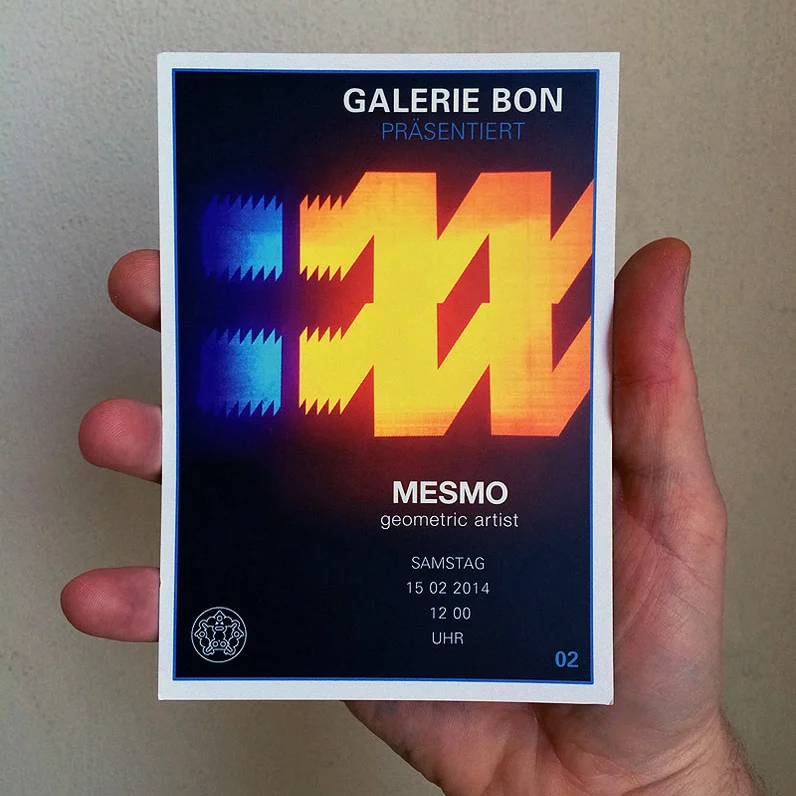 GALERIE BON
PRÄSENTIERT
MESMO
geometric artist
SAMSTAG
15 02 2014
12 00
UHR
02